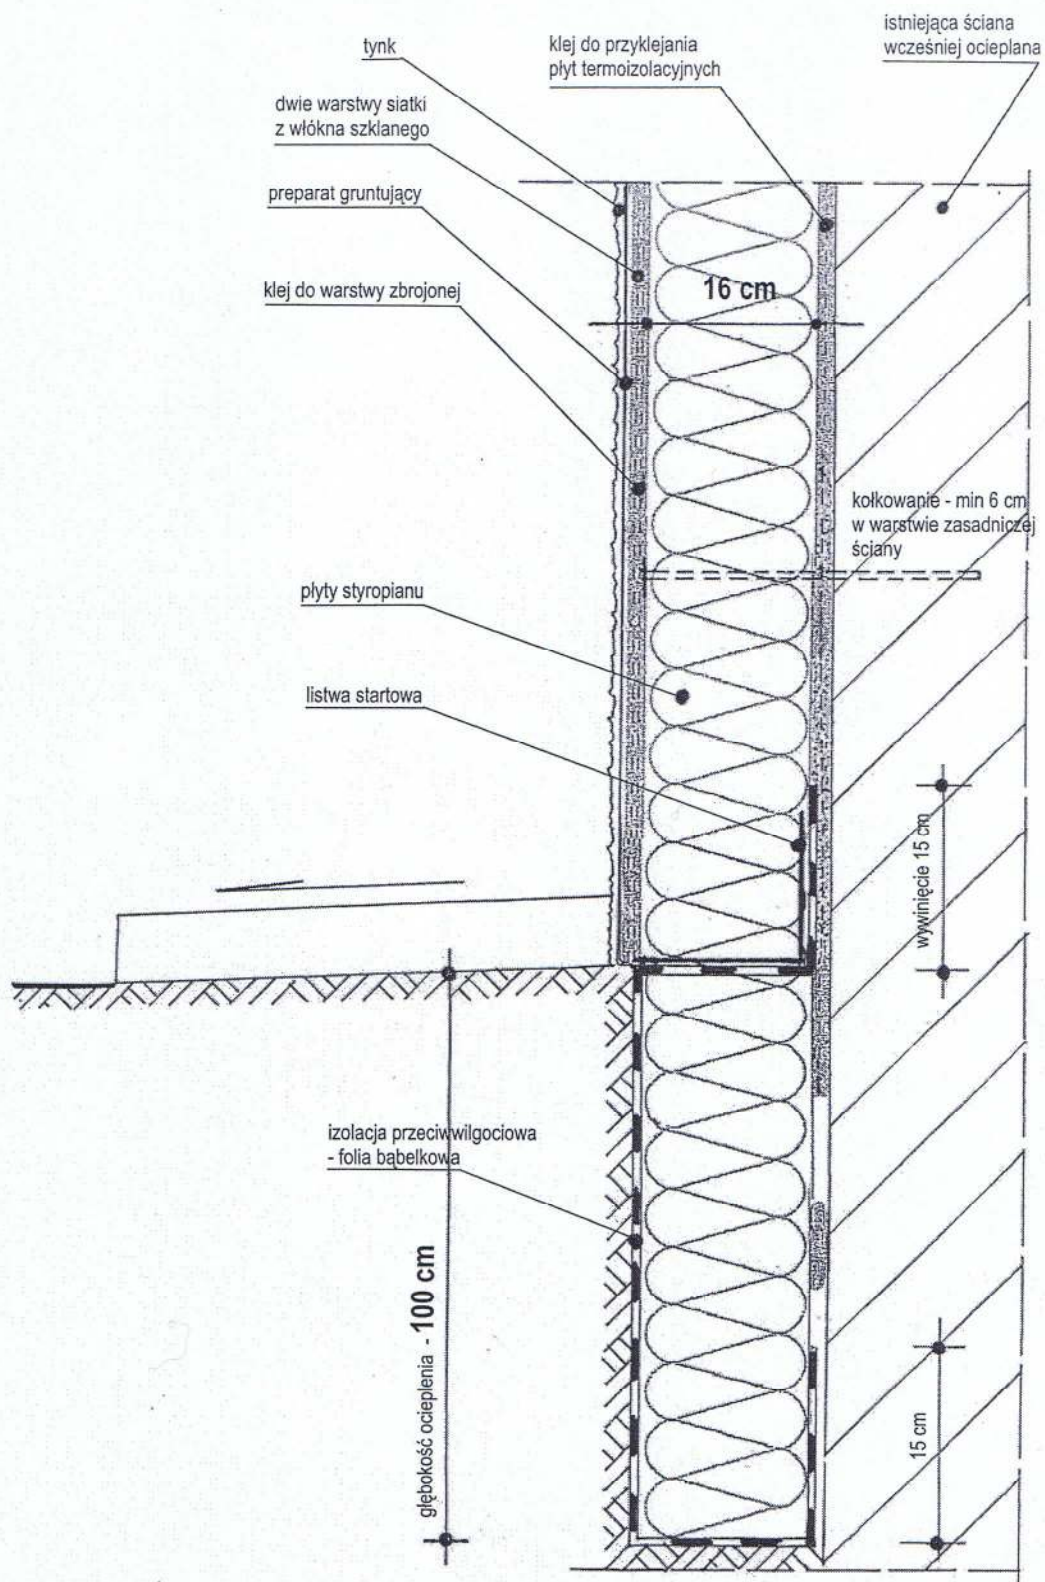 istniejąca ściana
wcześniej ocieplana
tynk
klej do przyklejania
płyt termoizolacyjnych
dwie warstwy siatki
z włókna szklanego
preparat gruntujący
klej do warstwy zbrojonej
16 cm
kołkowanie - min 6 cm
w warstwie zasadniczej
ściany
płyty styropianu
listwa startowa
wywinięcie 15 cm
izolacja przeciwwilgociowa
- folia bąbelkowa
głębokość ocieplenia - 100 cm
15 cm